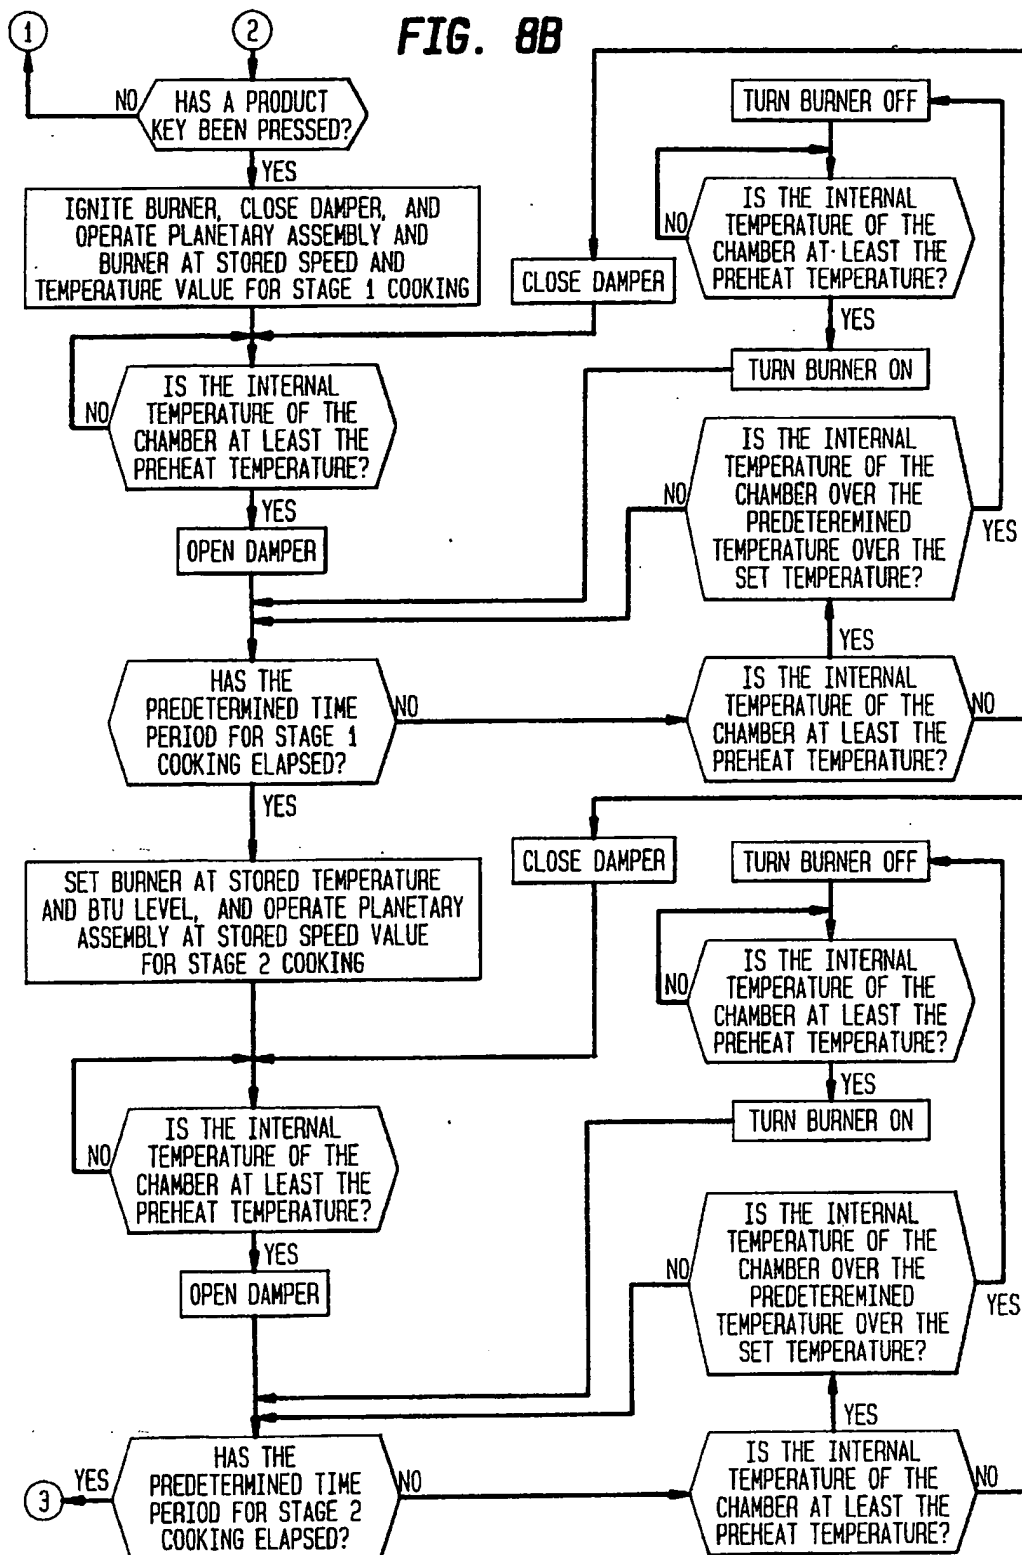 FIG. 8B
1
2
HAS A PRODUCT
KEY BEEN PRESSED?
NO
YES
IGNITE BURNER, CLOSE DAMPER, AND
OPERATE PLANETARY ASSEMBLY AND
BURNER AT STORED SPEED AND
TEMPERATURE VALUE FOR STAGE 1 COOKING
IS THE INTERNAL
TEMPERATURE OF THE
CHAMBER AT LEAST THE
PREHEAT TEMPERATURE?
NO
YES
OPEN DAMPER
CLOSE DAMPER
TURN BURNER OFF
IS THE INTERNAL
TEMPERATURE OF THE
CHAMBER AT LEAST THE
PREHEAT TEMPERATURE?
NO
YES
TURN BURNER ON
IS THE INTERNAL
TEMPERATURE OF THE
CHAMBER OVER THE
PREDETEREMINED
TEMPERATURE OVER THE
SET TEMPERATURE?
NO
YES
YES
HAS THE
PREDETERMINED TIME
PERIOD FOR STAGE 1
COOKING ELAPSED?
NO
YES
IS THE INTERNAL
TEMPERATURE OF THE
CHAMBER AT LEAST THE
PREHEAT TEMPERATURE?
NO
SET BURNER AT STORED TEMPERATURE
AND BTU LEVEL, AND OPERATE PLANETARY
ASSEMBLY AT STORED SPEED VALUE
FOR STAGE 2 COOKING
CLOSE DAMPER
TURN BURNER OFF
IS THE INTERNAL
TEMPERATURE OF THE
CHAMBER AT LEAST THE
PREHEAT TEMPERATURE?
NO
YES
TURN BURNER ON
IS THE INTERNAL
TEMPERATURE OF THE
CHAMBER AT LEAST THE
PREHEAT TEMPERATURE?
NO
YES
OPEN DAMPER
IS THE INTERNAL
TEMPERATURE OF THE
CHAMBER OVER THE
PREDETEREMINED
TEMPERATURE OVER THE
SET TEMPERATURE?
NO
YES
YES
HAS THE
PREDETERMINED TIME
PERIOD FOR STAGE 2
COOKING ELAPSED?
YES
3
NO
IS THE INTERNAL
TEMPERATURE OF THE
CHAMBER AT LEAST THE
PREHEAT TEMPERATURE?
NO